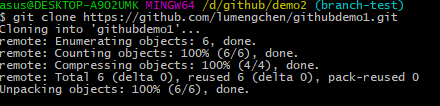 asus@DESKTOP-A9O2UMK MINGW64 /d/github/demo2 (branch-test)
$ git clone https://github.com/lumengchen/githubdemo1.git
Cloning into 'githubdemo1'...
remote: Enumerating objects: 6, done.
remote: Counting objects: 100% (6/6), done.
remote: Compressing objects: 100% (4/4), done.
remote: Total 6 (delta 0), reused 6 (delta 0), pack-reused 0
Unpacking objects: 100% (6/6), done.